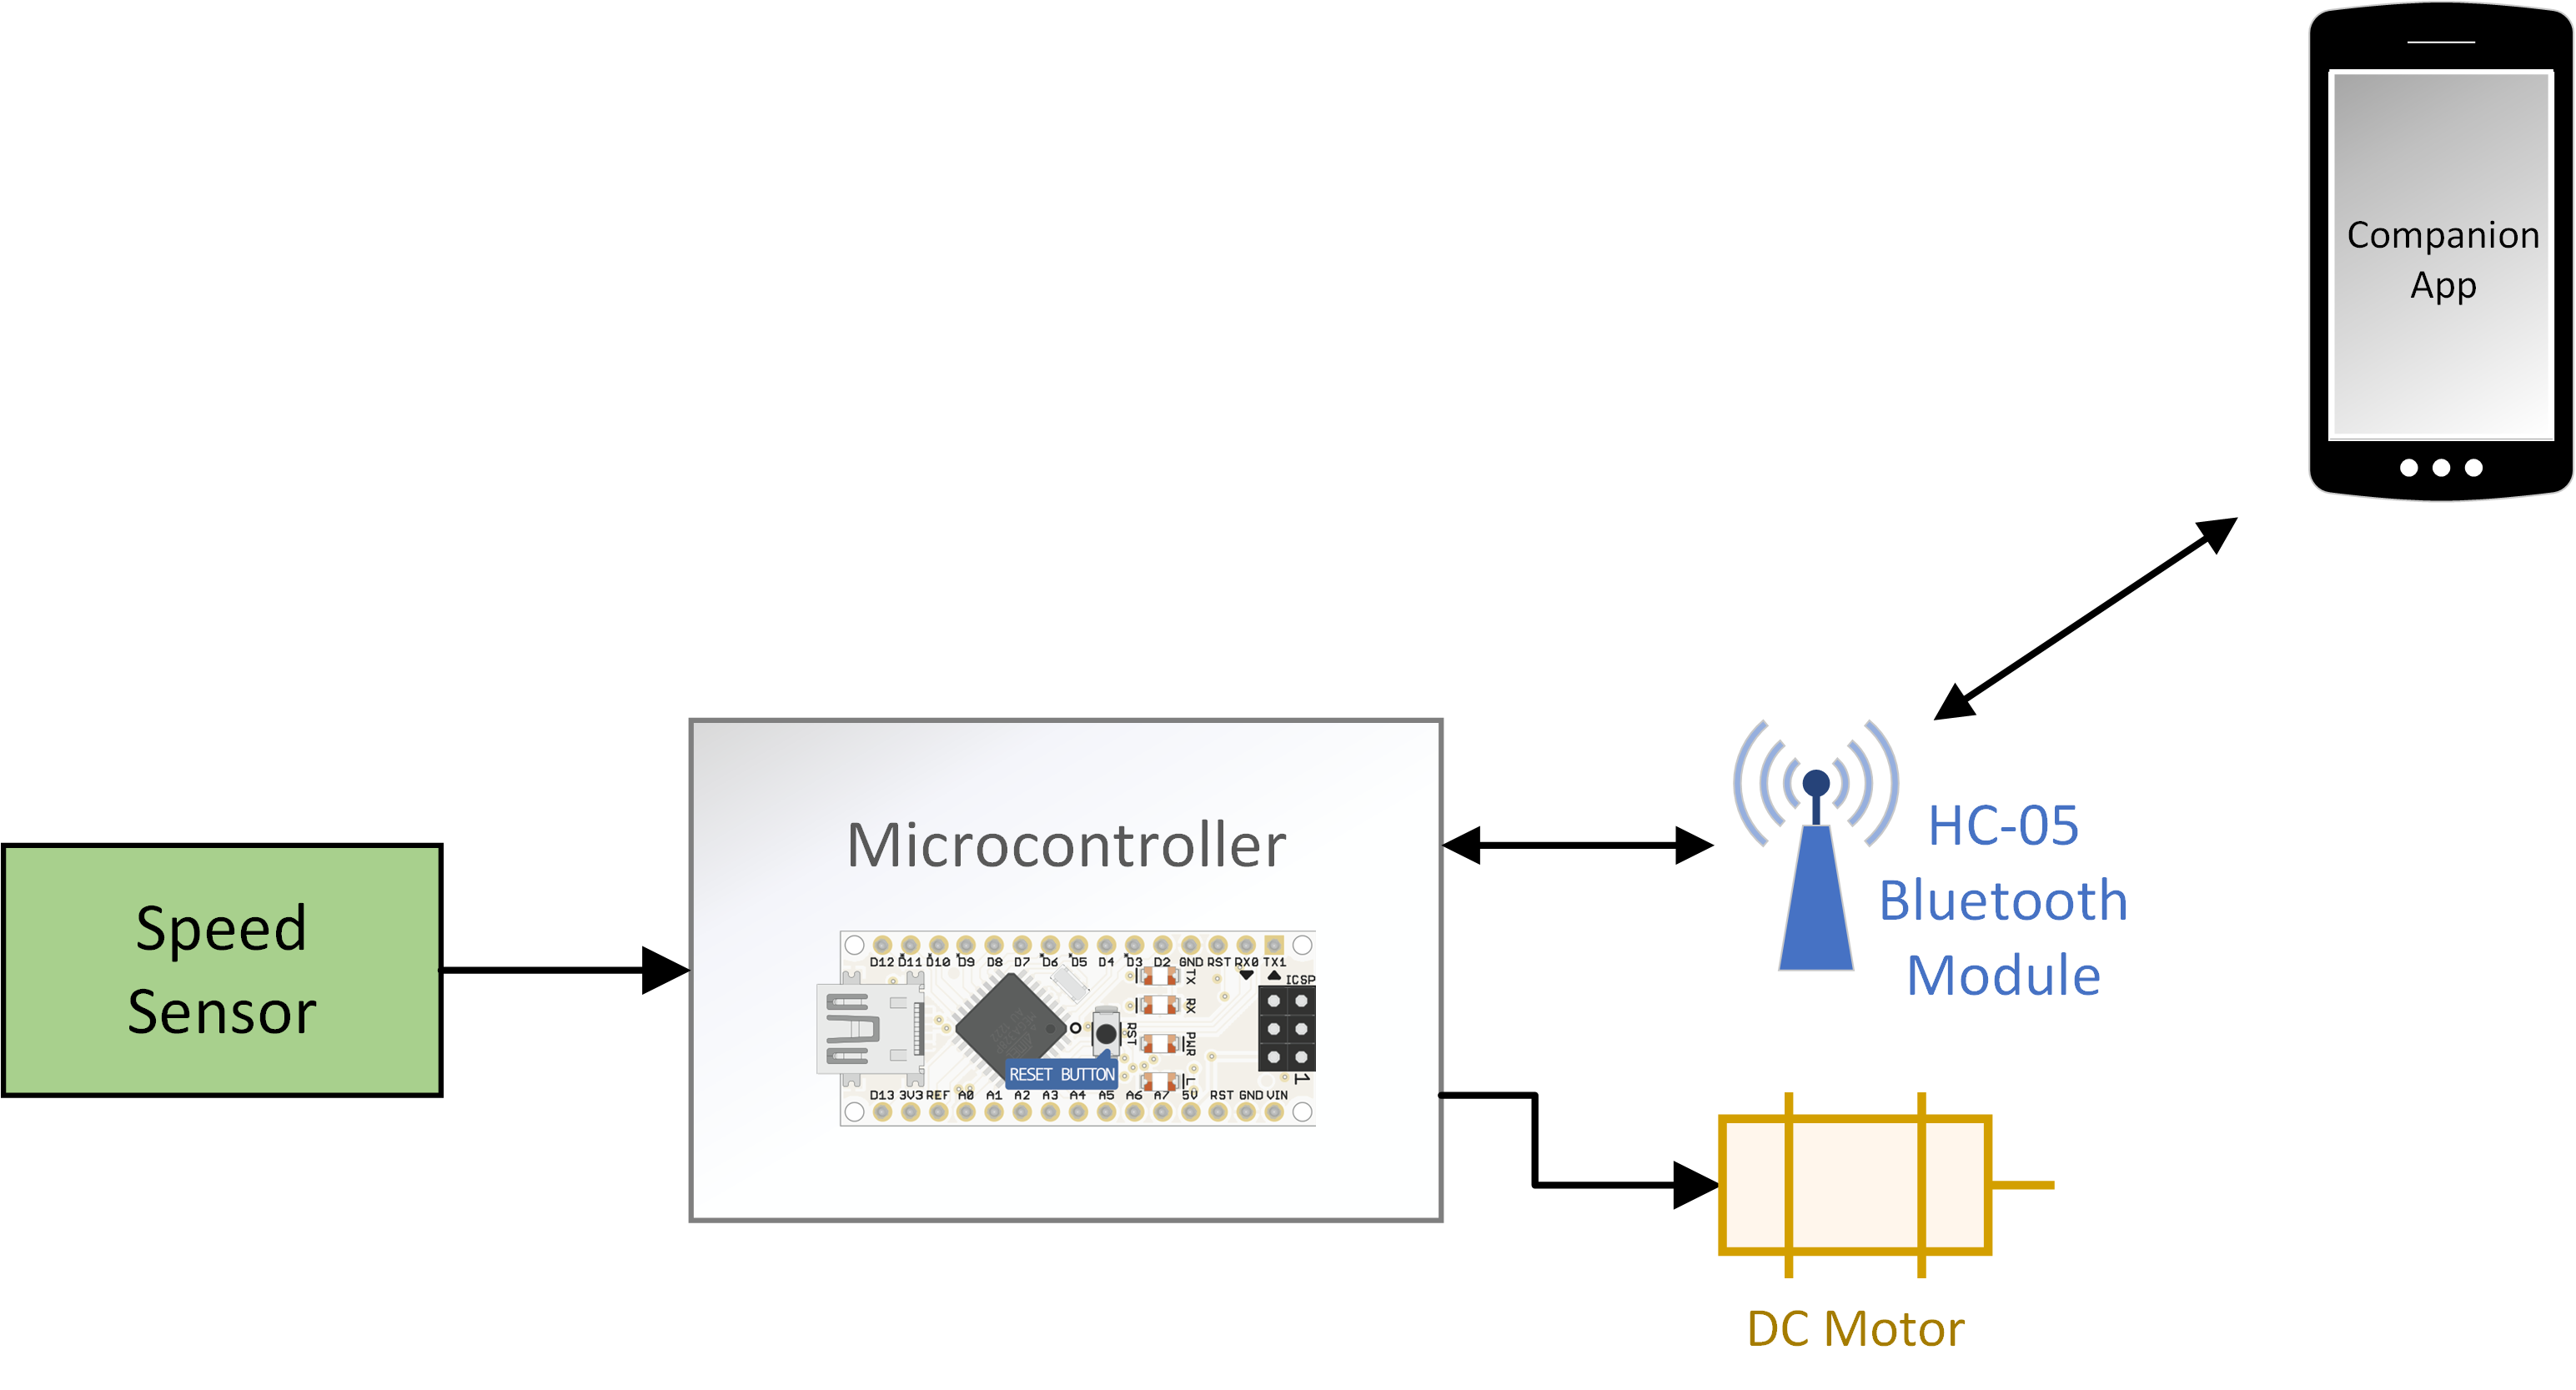 Companion
App
Microcontroller
HC-05
Bluetooth
Module
Speed
Sensor
D12 D11 D10 D9 D8 D7 D6 D5 D4 D3 D2 GND RST RX0 TX1
TX
ICSP
RX
RST
PWR
RESET BUTTON
L
1
D13 3V3 REF A0 A1 A2 A3 A4 A5 A6 A7 5V RST GND VIN
DC Motor